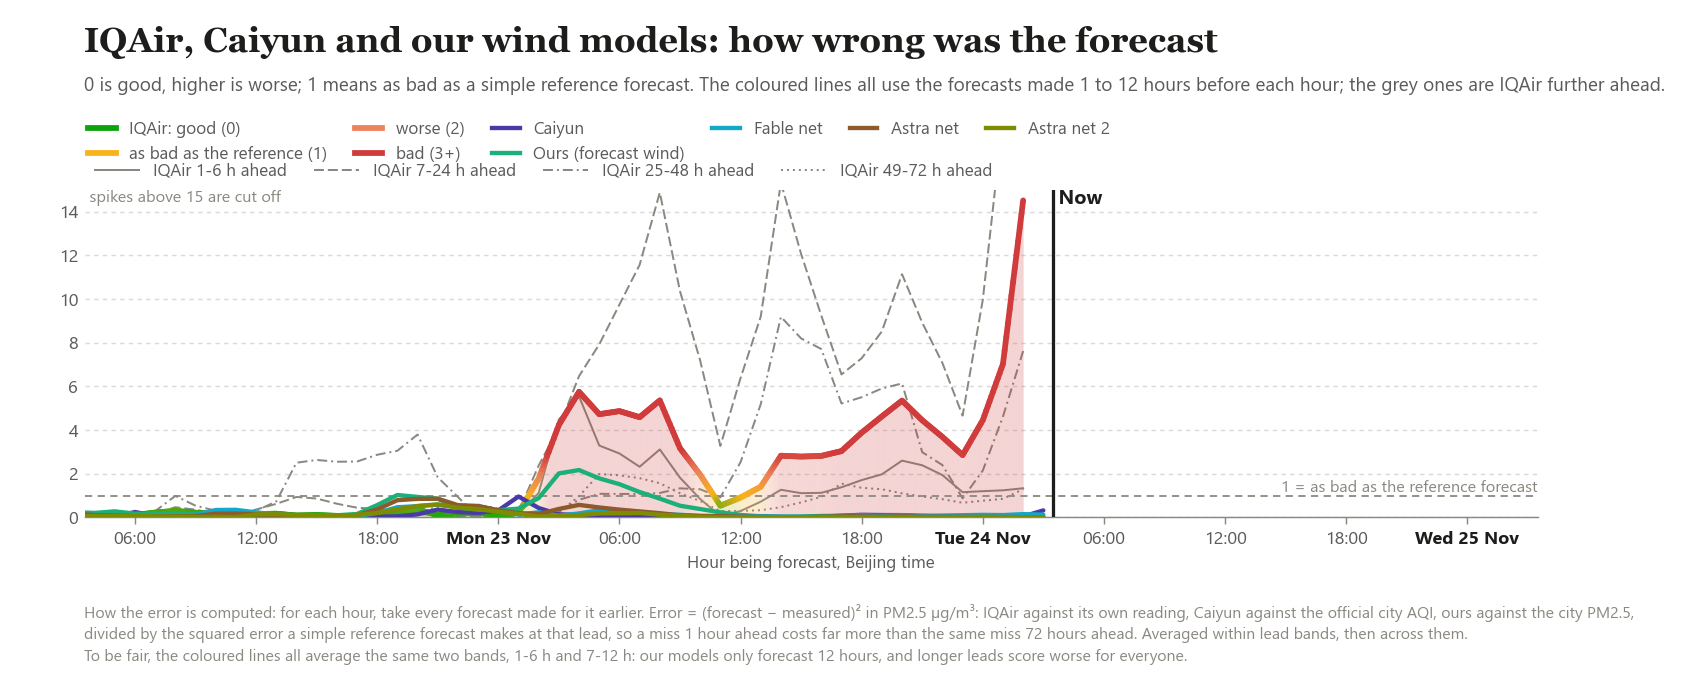 IQAir, Caiyun and our wind models: how wrong was the forecast
0 is good, higher is worse; 1 means as bad as a simple reference forecast. The coloured lines all use the forecasts made 1 to 12 hours before each hour; the grey ones are IQAir further ahead.
IQAir: good (0) worse (2) Caiyun Fable net Astra net Astra net 2
as bad as the reference (1) bad (3+) Ours (forecast wind)
IQAir 1-6 h ahead IQAir 7-24 h ahead IQAir 25-48 h ahead IQAir 49-72 h ahead
spikes above 15 are cut off
Now
14
12
10
8
6
4
2
1 = as bad as the reference forecast
0
06:00 12:00 18:00 Mon 23 Nov 06:00 12:00 18:00 Tue 24 Nov 06:00 12:00 18:00 Wed 25 Nov
Hour being forecast, Beijing time
How the error is computed: for each hour, take every forecast made for it earlier. Error = (forecast − measured)² in PM2.5 µg/m³: IQAir against its own reading, Caiyun against the official city AQI, ours against the city PM2.5,
divided by the squared error a simple reference forecast makes at that lead, so a miss 1 hour ahead costs far more than the same miss 72 hours ahead. Averaged within lead bands, then across them.
To be fair, the coloured lines all average the same two bands, 1-6 h and 7-12 h: our models only forecast 12 hours, and longer leads score worse for everyone.